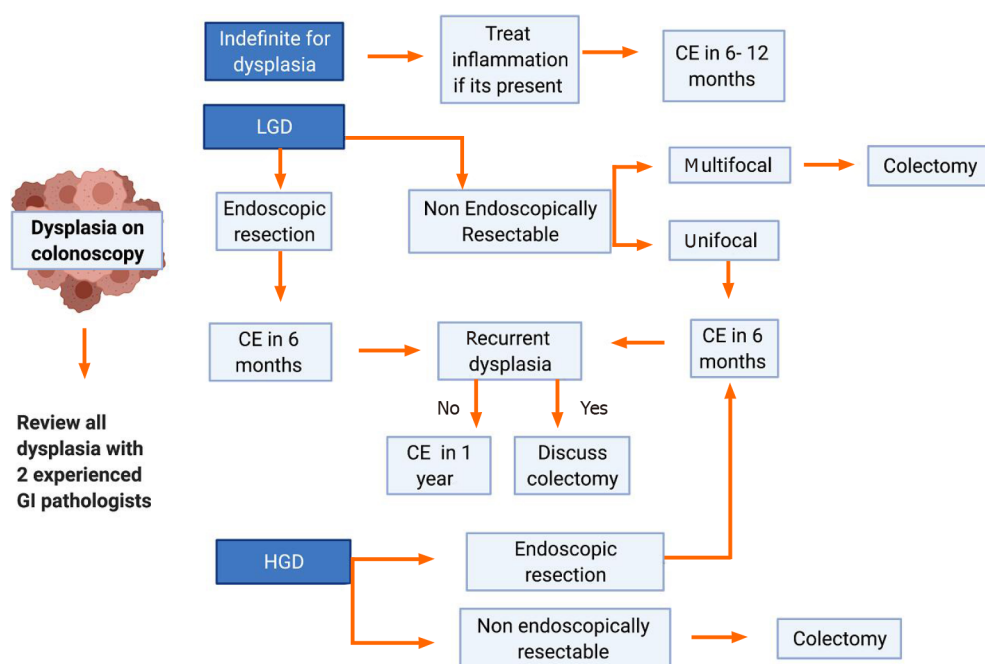 Indefinite for
dysplasia
Treat
inflammation
if its present
CE in 6- 12
months
LGD
Endoscopic
resection
Non Endoscopically
Resectable
Multifocal
Colectomy
Unifocal
Dysplasia on
colonoscopy
CE in 6
months
Recurrent
dysplasia
CE in 6
months
No
Yes
CE in 1
year
Discuss
colectomy
Review all
dysplasia with
2 experienced
GI pathologists
HGD
Endoscopic
resection
Non endoscopically
resectable
Colectomy